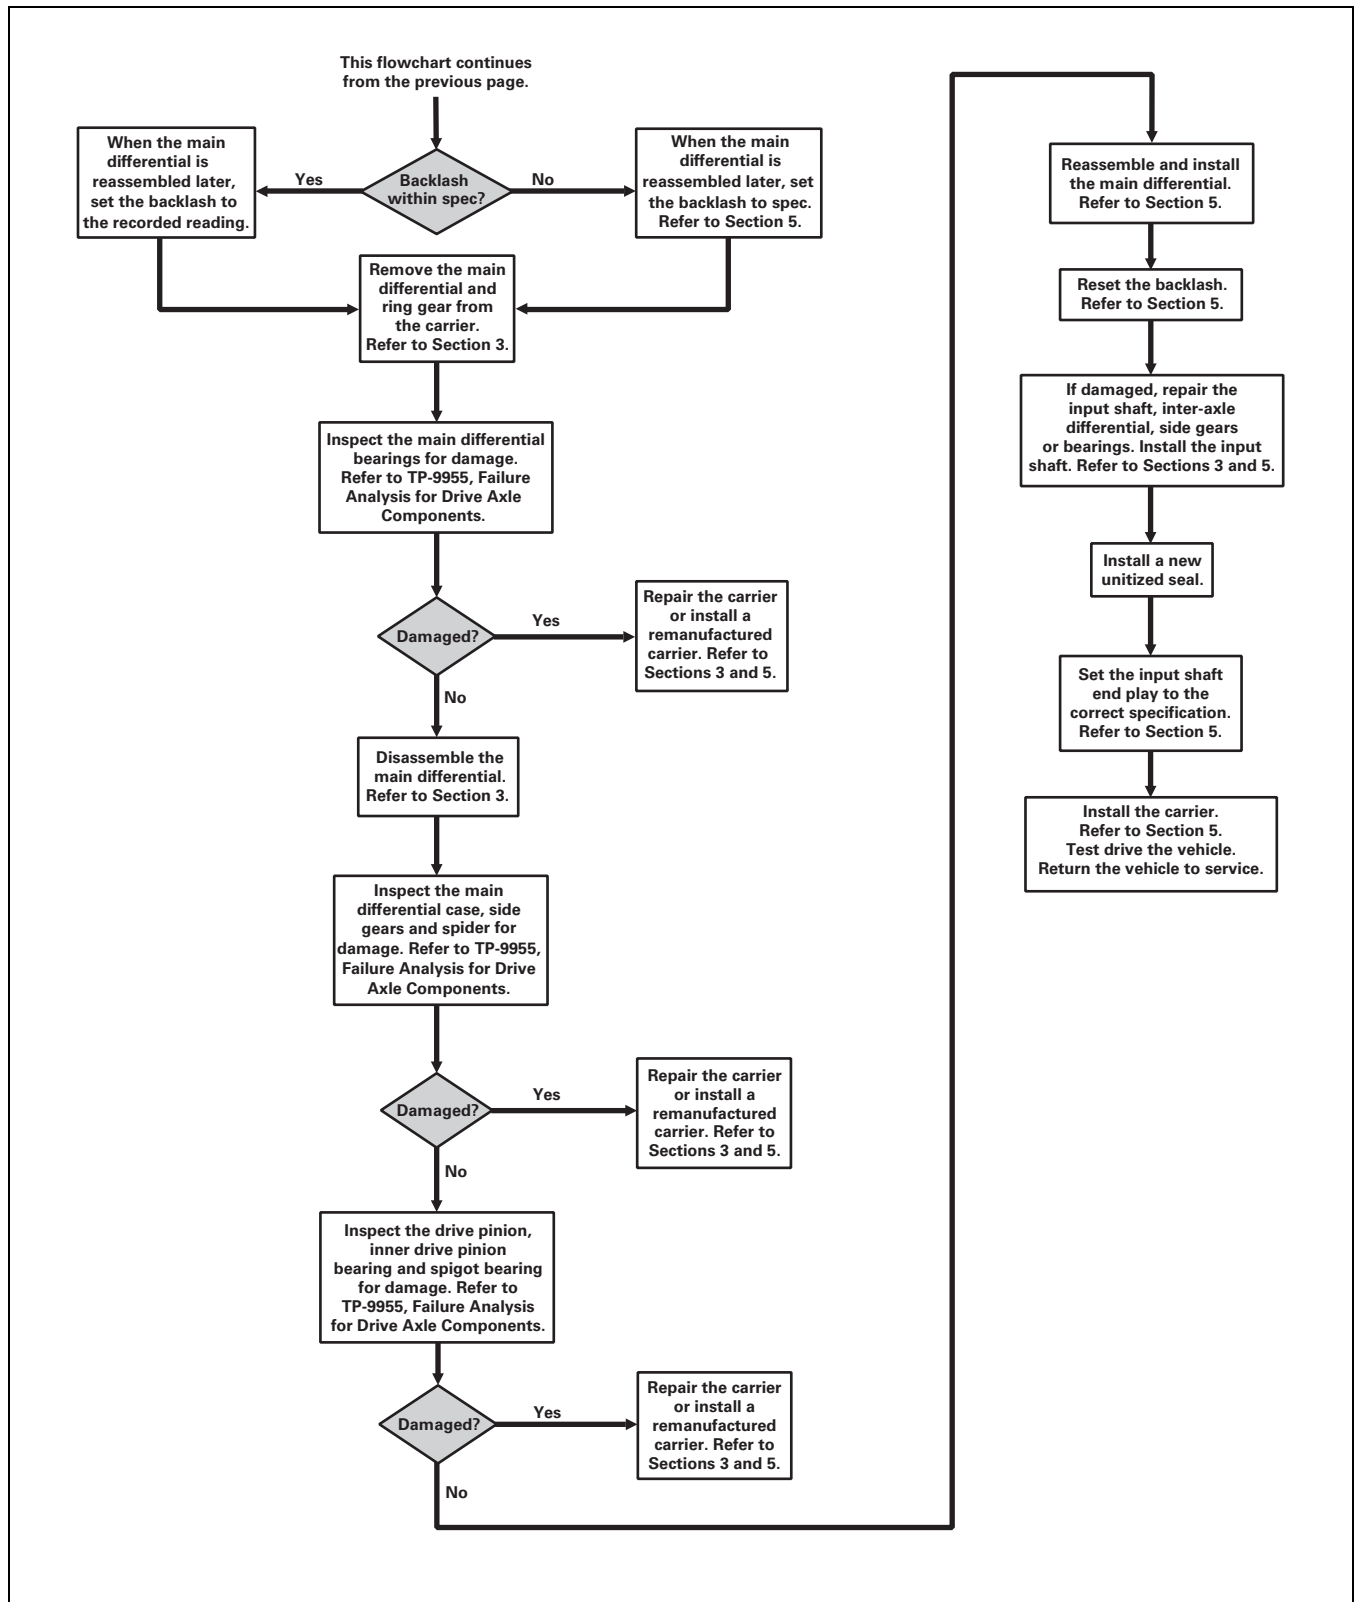 This flowchart continues
from the previous page.
When the main
differential is
reassembled later,
set the backlash to
the recorded reading.
Yes
Backlash
within spec?
No
When the main
differential is
reassembled later, set
the backlash to spec.
Refer to Section 5.
Remove the main
differential and
ring gear from
the carrier.
Refer to Section 3.
Inspect the main differential
bearings for damage.
Refer to TP-9955, Failure
Analysis for Drive Axle
Components.
Damaged?
Yes
Repair the carrier
or install a
remanufactured
carrier. Refer to
Sections 3 and 5.
No
Disassemble the
main differential.
Refer to Section 3.
Inspect the main
differential case, side
gears and spider for
damage. Refer to TP-9955,
Failure Analysis for Drive
Axle Components.
Damaged?
Yes
Repair the carrier
or install a
remanufactured
carrier. Refer to
Sections 3 and 5.
No
Inspect the drive pinion,
inner drive pinion
bearing and spigot bearing
for damage. Refer to
TP-9955, Failure Analysis
for Drive Axle Components.
Damaged?
Yes
Repair the carrier
or install a
remanufactured
carrier. Refer to
Sections 3 and 5.
No
Reassemble and install
the main differential.
Refer to Section 5.
Reset the backlash.
Refer to Section 5.
If damaged, repair the
input shaft, inter-axle
differential, side gears
or bearings. Install the input
shaft. Refer to Sections 3 and 5.
Install a new
unitized seal.
Set the input shaft
end play to the
correct specification.
Refer to Section 5.
Install the carrier.
Refer to Section 5.
Test drive the vehicle.
Return the vehicle to service.